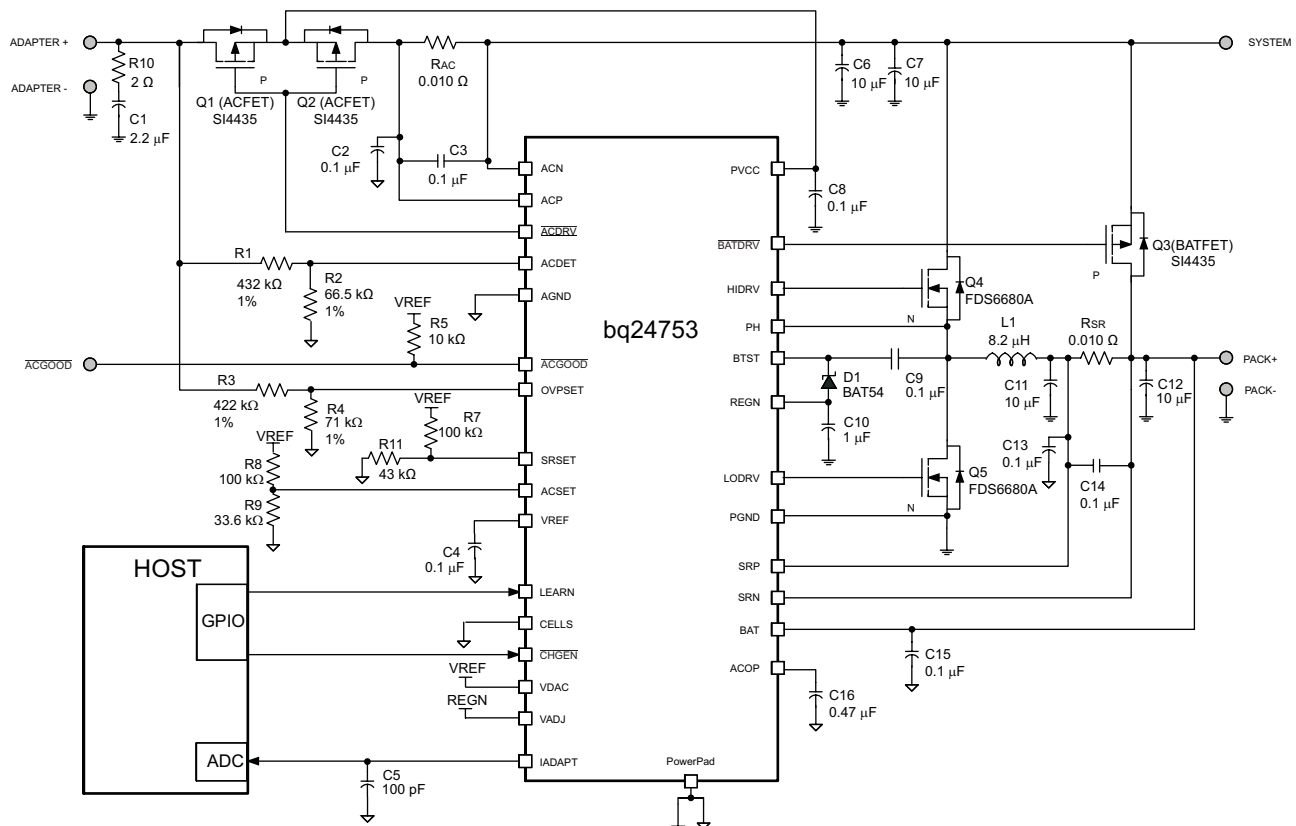 ADAPTER +
R10
2 Ω
ADAPTER -
C1
2.2 µF
P
Q1 (ACFET)
SI4435
P
Q2 (ACFET)
SI4435
RAC
0.010 Ω
C6
10 µF
C7
10 µF
SYSTEM
C2
0.1 µF
C3
0.1 µF
ACN
ACP
ACDRV
R1
432 kΩ
1%
R2
66.5 kΩ
1%
ACDET
AGND
VREF
R5
10 kΩ
ACGOOD
ACGOOD
R3
422 kΩ
1%
R4
71 kΩ
1%
OVPSET
VREF
R7
100 kΩ
R11
43 kΩ
SRSET
VREF
R8
100 kΩ
R9
33.6 kΩ
ACSET
VREF
C4
0.1 µF
HOST
GPIO
ADC
LEARN
CELLS
CHGEN
VREF
VDAC
REGN
VADJ
IADAPT
C5
100 pF
bq24753
PowerPad
PVCC
C8
0.1 µF
BATDRV
P
Q3(BATFET)
SI4435
HIDRV
Q4
FDS6680A
N
PH
BTST
D1
BAT54
C9
0.1 µF
L1
8.2 µH
RSR
0.010 Ω
PACK+
PACK-
C11
10 µF
C12
10 µF
REGN
C10
1 µF
C13
0.1 µF
C14
0.1 µF
LODRV
Q5
FDS6680A
N
PGND
SRP
SRN
BAT
C15
0.1 µF
ACOP
C16
0.47 µF